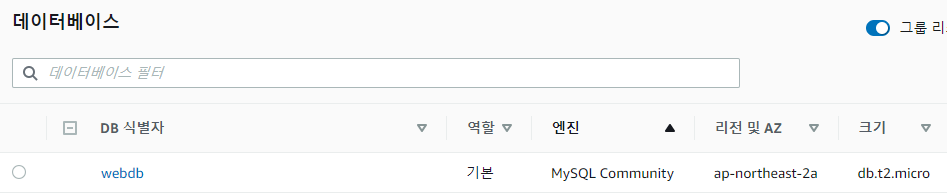 데이터베이스
그룹 리
데이터베이스 필터
DB 식별자 역할 엔진 리전 및 AZ 크기
webdb 기본 MySQL Community ap-northeast-2a db.t2.micro